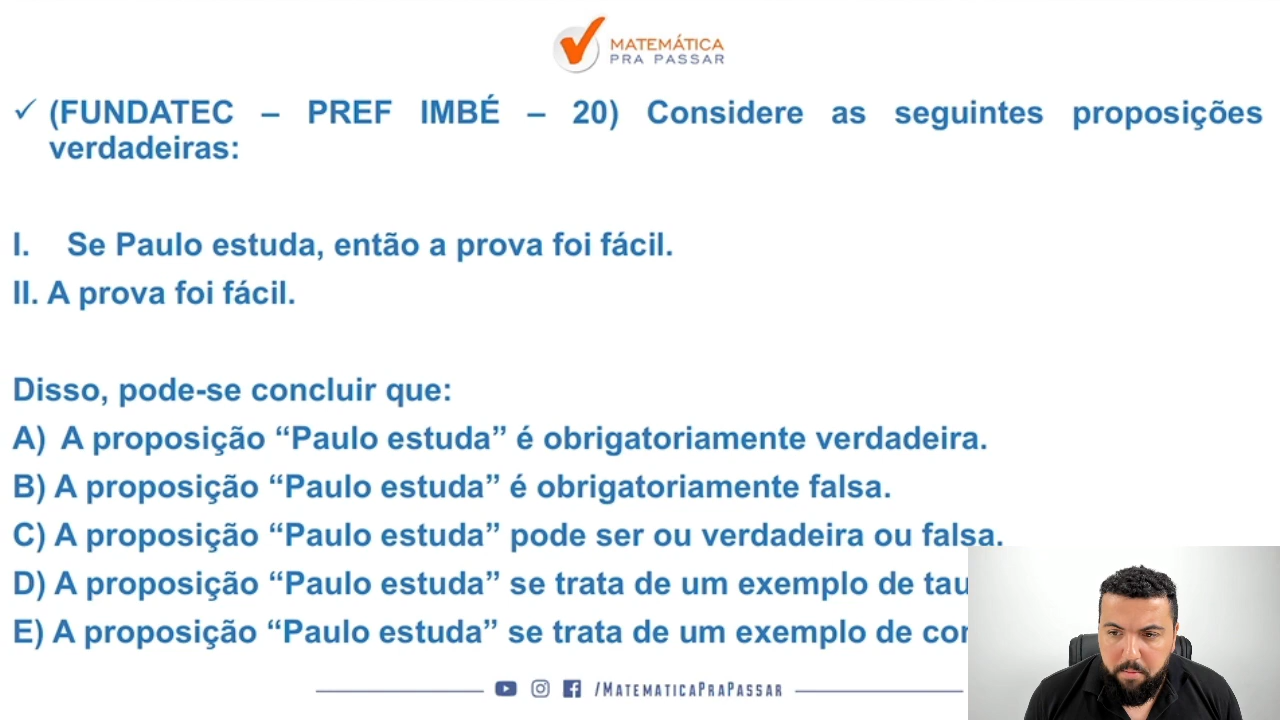 MATEMÁTICA
PRA PASSAR
✓ (FUNDATEC – PREF IMBÉ – 20) Considere as seguintes proposições
verdadeiras:
I. Se Paulo estuda, então a prova foi fácil.
II. A prova foi fácil.
Disso, pode-se concluir que:
A) A proposição “Paulo estuda” é obrigatoriamente verdadeira.
B) A proposição “Paulo estuda” é obrigatoriamente falsa.
C) A proposição “Paulo estuda” pode ser ou verdadeira ou falsa.
D) A proposição “Paulo estuda” se trata de um exemplo de
E) A proposição “Paulo estuda” se trata de um exemplo de
/MATEMATICAPRAPASSAR